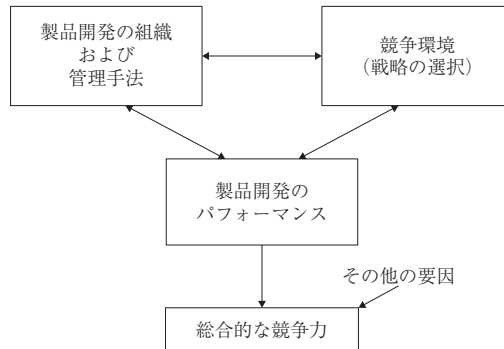 製品開発の組織
および
管理手法
競争環境
（戦略の選択）
製品開発の
パフォーマンス
その他の要因
総合的な競争力